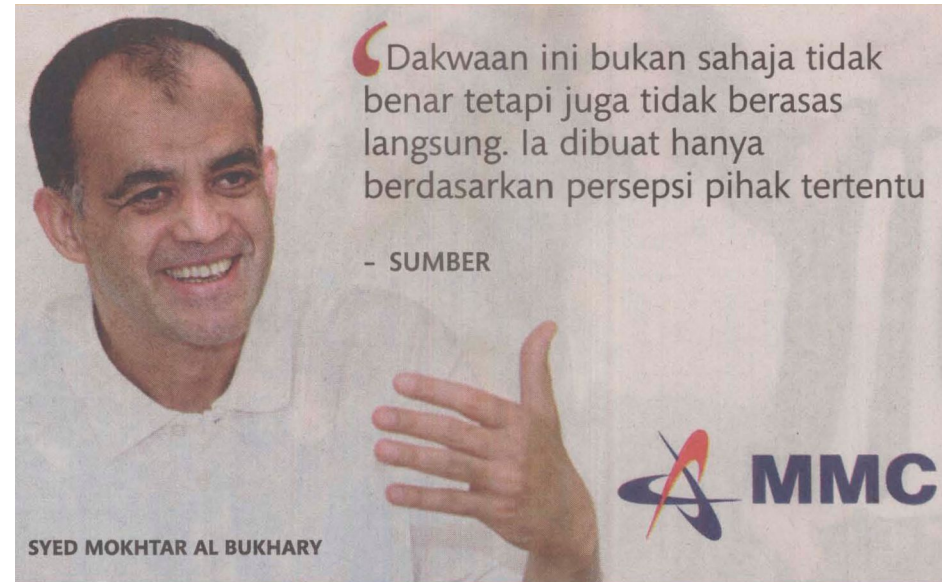 ‘Dakwaan ini bukan sahaja tidak
benar tetapi juga tidak berasas
langsung. Ia dibuat hanya
berdasarkan persepsi pihak tertentu
– SUMBER
MMC
SYED MOKHTAR AL BUKHARY